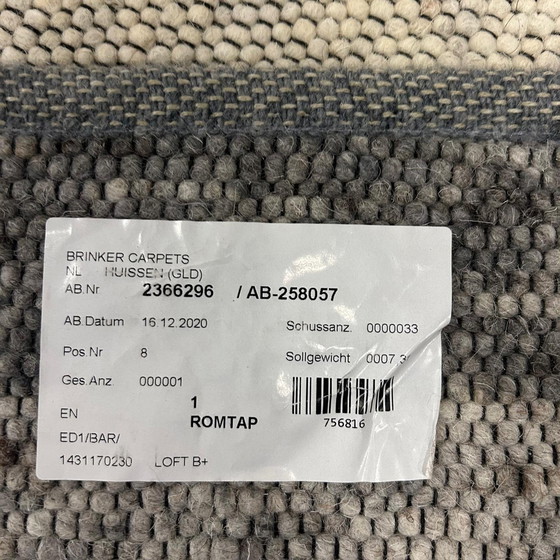 BRINKER CARPETS
NL HUISSEN (GLD)
AB.Nr 2366296 / AB-258057
AB.Datum 16.12.2020 Schussanz. 0000033
Pos.Nr 8 Sollgewicht 0007
Ges.Anz. 000001
EN 1
ROMTAP 756816
ED1/BAR/
1431170230 LOFT B+